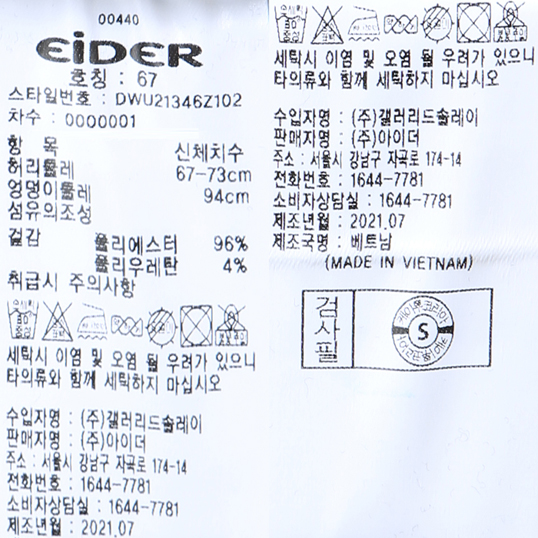 00440
EiDER
호칭 : 67
스타일번호 : DWU21346Z102
차수 : 0000001
항 목 신체치수
허리둘레 67-73cm
엉덩이둘레 94cm
섬유의조성
겉감 폴리에스터 96%
폴리우레탄 4%
취급시 주의사항
세탁시 이염 및 오염 될 우려가 있으니
타의류와 함께 세탁하지 마십시오
수입자명 : (주)갤러리드솔레이
판매자명 : (주)아이더
주소 : 서울시 강남구 자곡로 174-14
전화번호 : 1644-7781
소비자상담실 : 1644-7781
제조년월 : 2021.07
세탁시 이염 및 오염 될 우려가 있으니
타의류와 함께 세탁하지 마십시오
수입자명 : (주)갤러리드솔레이
판매자명 : (주)아이더
주소 : 서울시 강남구 자곡로 174-14
전화번호 : 1644-7781
소비자상담실 : 1644-7781
제조년월 : 2021.07
제조국명 : 베트남
(MADE IN VIETNAM)
검사필
S